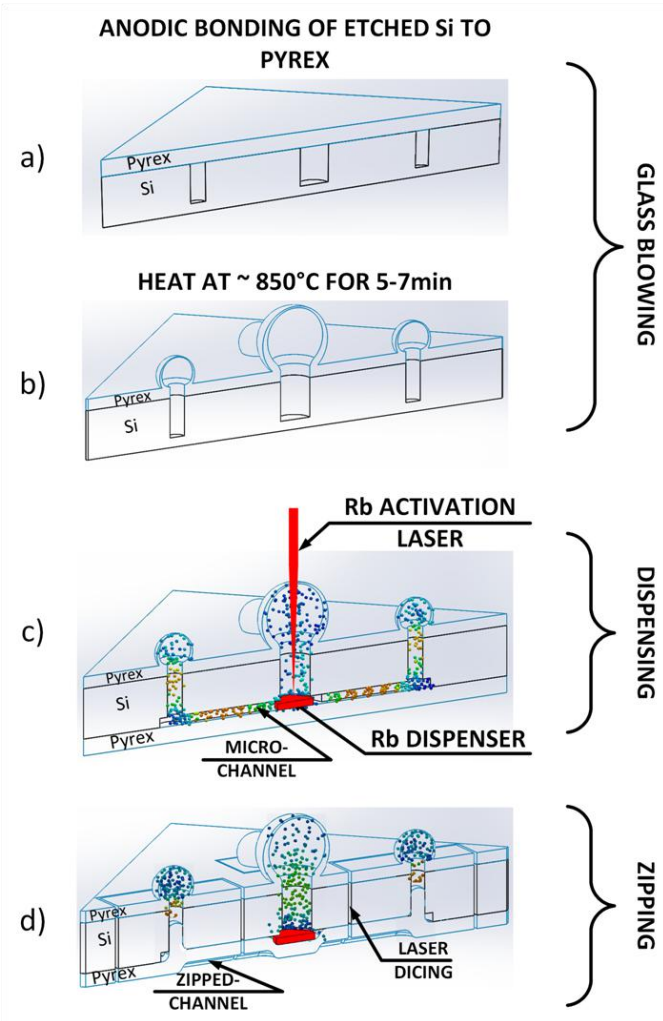 ANODIC BONDING OF ETCHED Si TO
PYREX
a)
Pyrex
Si
HEAT AT ~ 850°C FOR 5-7min
b)
Pyrex
Si
GLASS BLOWING
Rb ACTIVATION
LASER
c)
Pyrex
Si
Pyrex
MICRO-
CHANNEL
Rb DISPENSER
DISPENSING
d)
Pyrex
Si
Pyrex
ZIPPED-
CHANNEL
LASER
DICING
ZIPPING